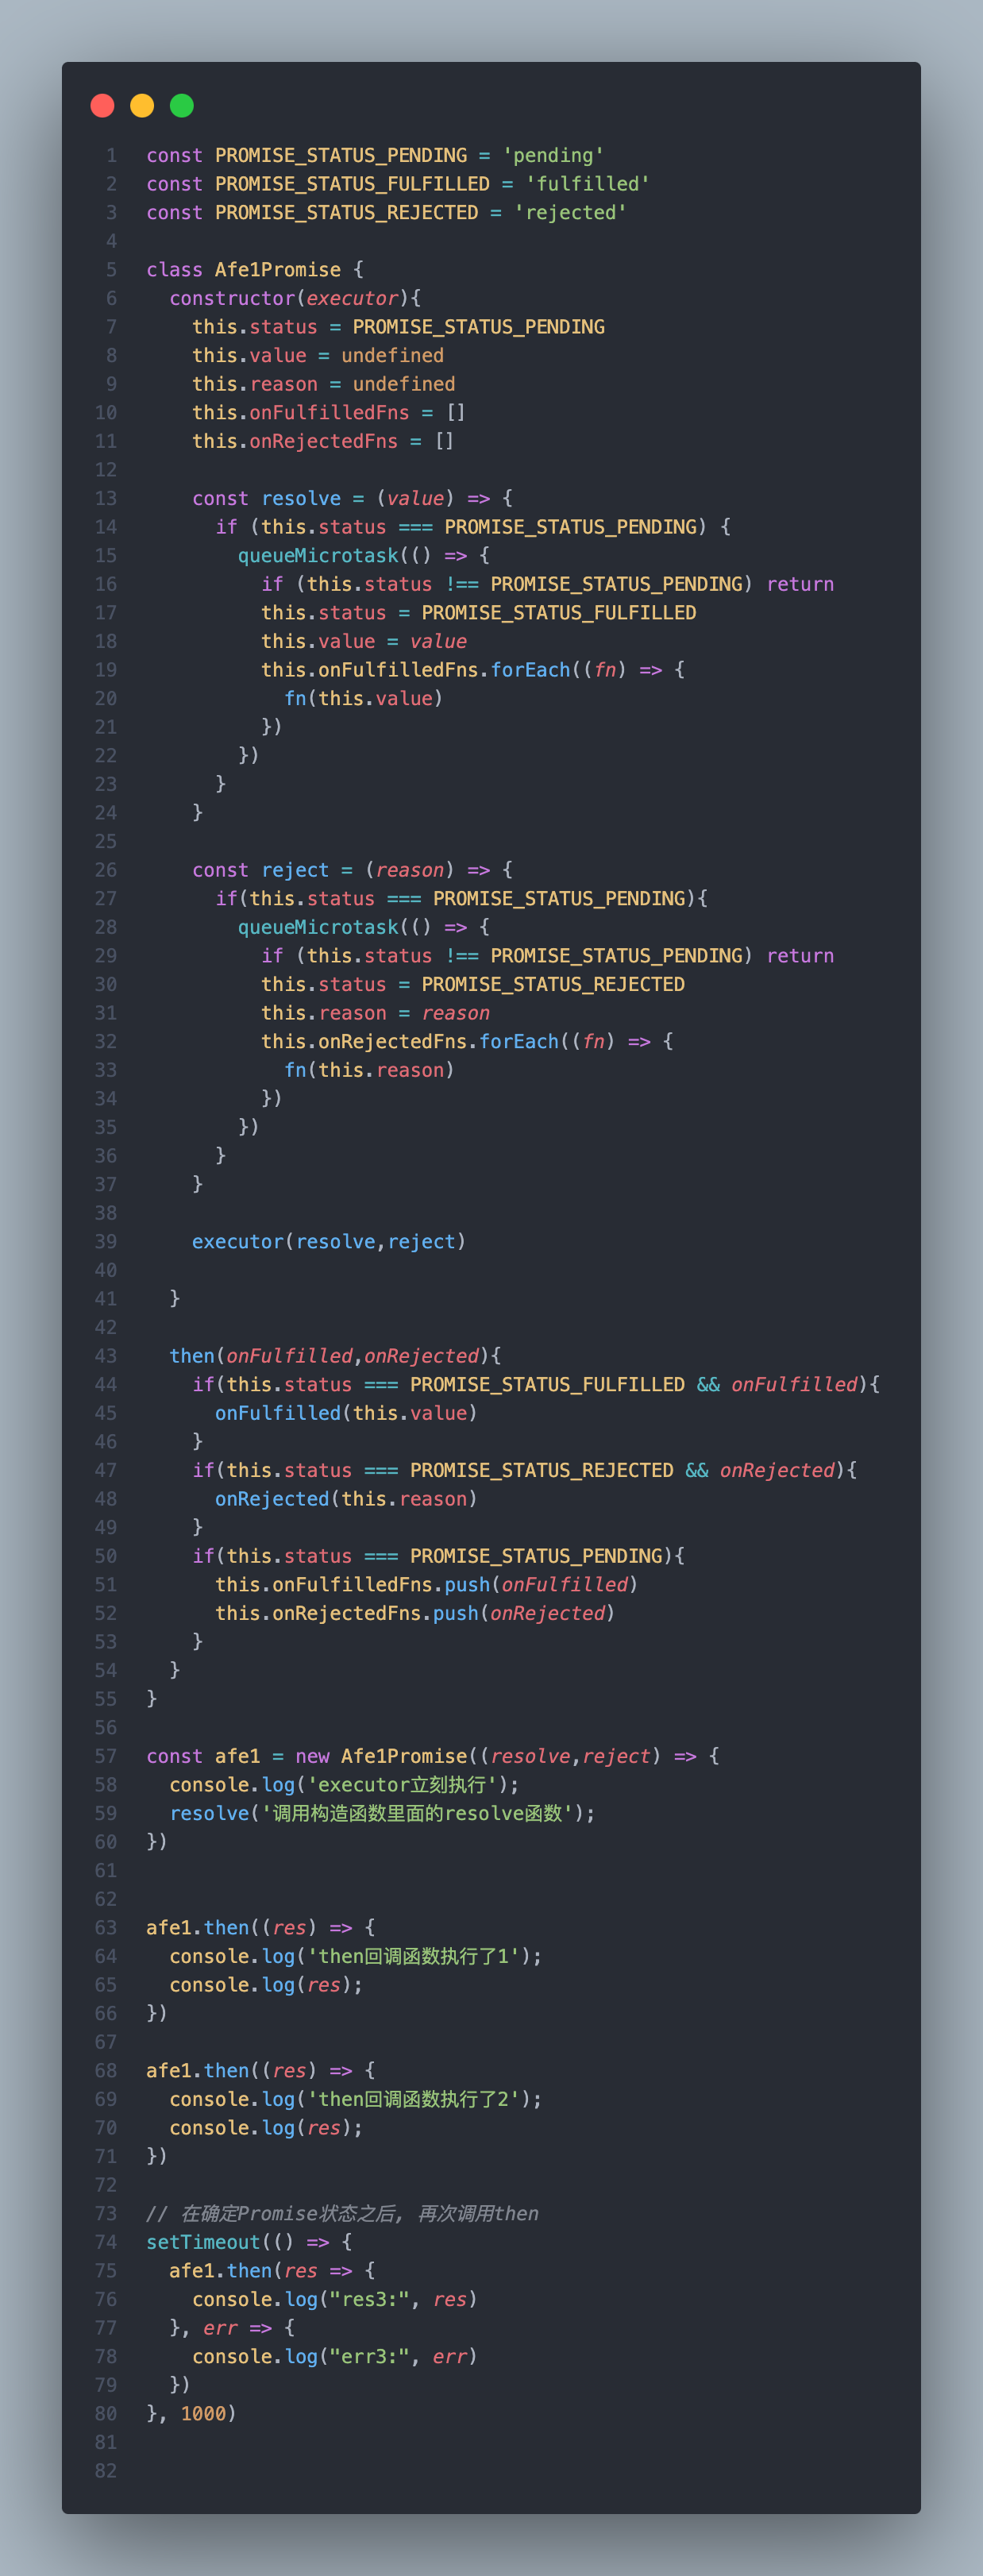 1 const PROMISE_STATUS_PENDING = 'pending'
2 const PROMISE_STATUS_FULFILLED = 'fulfilled'
3 const PROMISE_STATUS_REJECTED = 'rejected'
4
5 class Afe1Promise {
6   constructor(executor){
7     this.status = PROMISE_STATUS_PENDING
8     this.value = undefined
9     this.reason = undefined
10     this.onFulfilledFns = []
11     this.onRejectedFns = []
12
13     const resolve = (value) => {
14       if (this.status === PROMISE_STATUS_PENDING) {
15         queueMicrotask(() => {
16           if (this.status !== PROMISE_STATUS_PENDING) return
17           this.status = PROMISE_STATUS_FULFILLED
18           this.value = value
19           this.onFulfilledFns.forEach((fn) => {
20             fn(this.value)
21           })
22         })
23       }
24     }
25
26     const reject = (reason) => {
27       if(this.status === PROMISE_STATUS_PENDING){
28         queueMicrotask(() => {
29           if (this.status !== PROMISE_STATUS_PENDING) return
30           this.status = PROMISE_STATUS_REJECTED
31           this.reason = reason
32           this.onRejectedFns.forEach((fn) => {
33             fn(this.reason)
34           })
35         })
36       }
37     }
38
39     executor(resolve,reject)
40
41   }
42
43   then(onFulfilled,onRejected){
44     if(this.status === PROMISE_STATUS_FULFILLED && onFulfilled){
45       onFulfilled(this.value)
46     }
47     if(this.status === PROMISE_STATUS_REJECTED && onRejected){
48       onRejected(this.reason)
49     }
50     if(this.status === PROMISE_STATUS_PENDING){
51       this.onFulfilledFns.push(onFulfilled)
52       this.onRejectedFns.push(onRejected)
53     }
54   }
55 }
56
57 const afe1 = new Afe1Promise((resolve,reject) => {
58   console.log('executor立刻执行');
59   resolve('调用构造函数里面的resolve函数');
60 })
61
62
63 afe1.then((res) => {
64   console.log('then回调函数执行了1');
65   console.log(res);
66 })
67
68 afe1.then((res) => {
69   console.log('then回调函数执行了2');
70   console.log(res);
71 })
72
73 // 在确定Promise状态之后, 再次调用then
74 setTimeout(() => {
75   afe1.then(res => {
76     console.log("res3:", res)
77   }, err => {
78     console.log("err3:", err)
79   })
80 }, 1000)
81
82